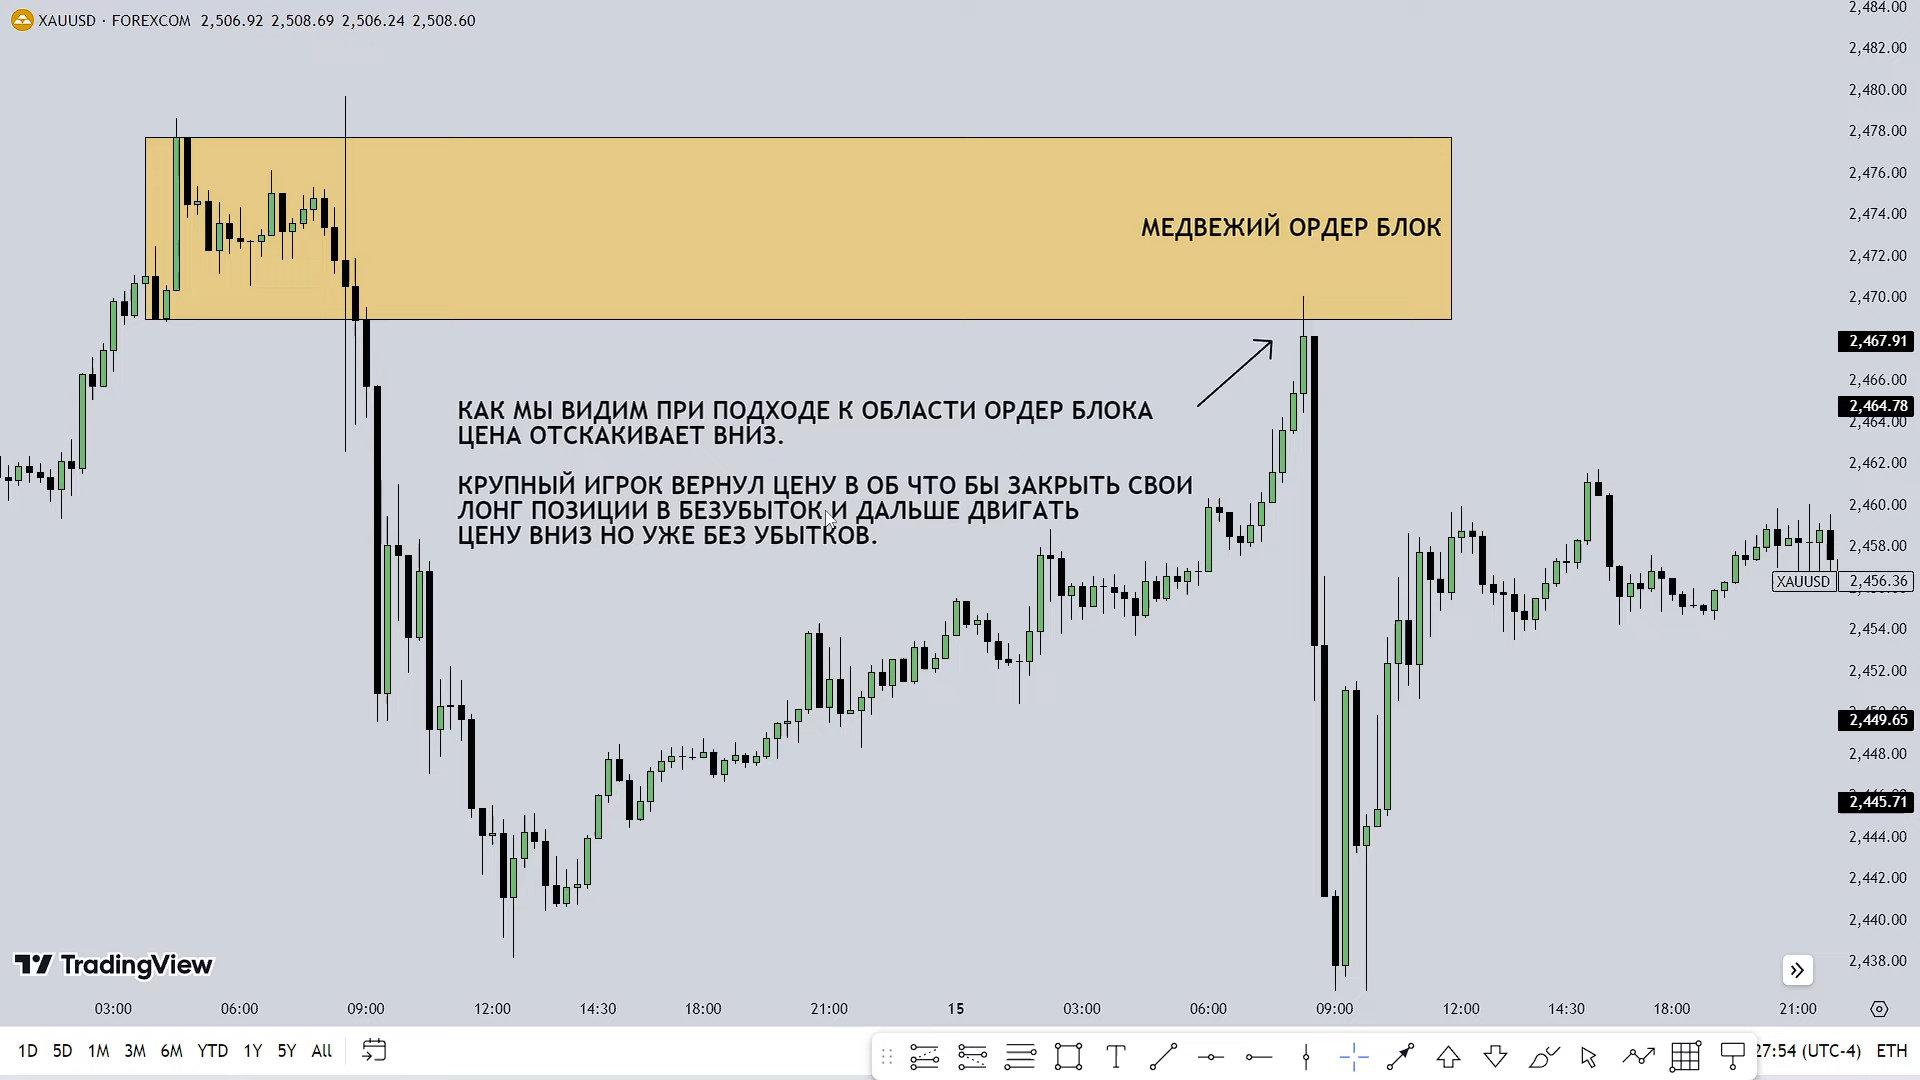 XAUUSD · FOREXCOM 2,506.92 2,508.69 2,506.24 2,508.60
2,484.00
2,482.00
2,480.00
2,478.00
2,476.00
МЕДВЕЖИЙ ОРДЕР БЛОК
2,474.00
2,472.00
2,470.00
2,467.91
2,466.00
КАК МЫ ВИДИМ ПРИ ПОДХОДЕ К ОБЛАСТИ ОРДЕР БЛОКА
ЦЕНА ОТСКАКИВАЕТ ВНИЗ.
2,464.78
2,464.00
2,462.00
КРУПНЫЙ ИГРОК ВЕРНУЛ ЦЕНУ В ОБ ЧТО БЫ ЗАКРЫТЬ СВОИ
ЛОНГ ПОЗИЦИИ В БЕЗУБЫТОК И ДАЛЬШЕ ДВИГАТЬ
ЦЕНУ ВНИЗ НО УЖЕ БЕЗ УБЫТКОВ.
2,460.00
2,458.00
XAUUSD 2,456.36
2,454.00
2,452.00
2,449.65
2,448.00
2,445.71
2,444.00
2,442.00
2,440.00
2,438.00
TradingView
03:00 06:00 09:00 12:00 14:30 18:00 21:00 15 03:00 06:00 09:00 12:00 14:30 18:00 21:00
1D 5D 1M 3M 6M YTD 1Y 5Y All
27:54 (UTC-4) ETH